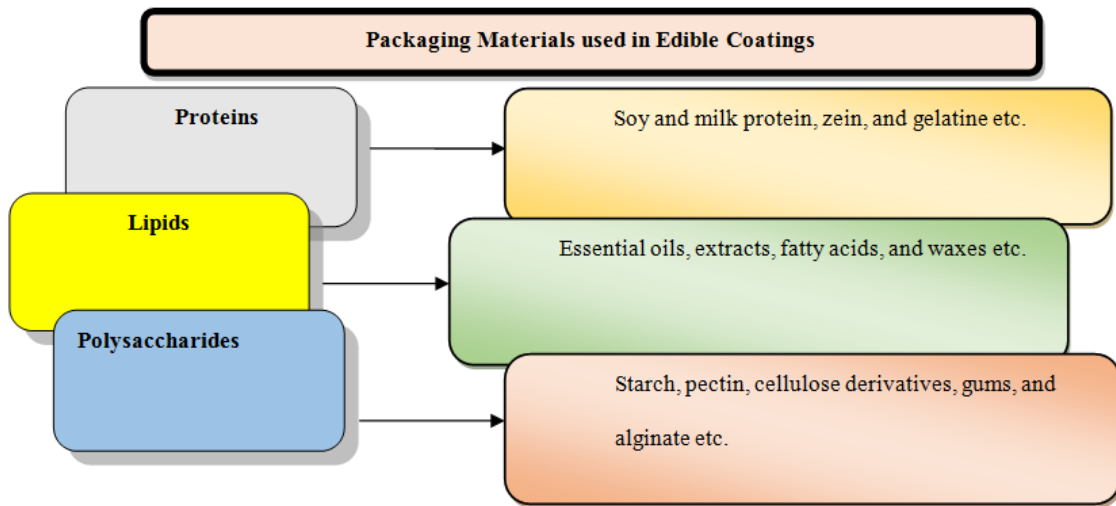 Packaging Materials used in Edible Coatings
Proteins
Soy and milk protein, zein, and gelatine etc.
Lipids
Essential oils, extracts, fatty acids, and waxes etc.
Polysaccharides
Starch, pectin, cellulose derivatives, gums, and
alginate etc.